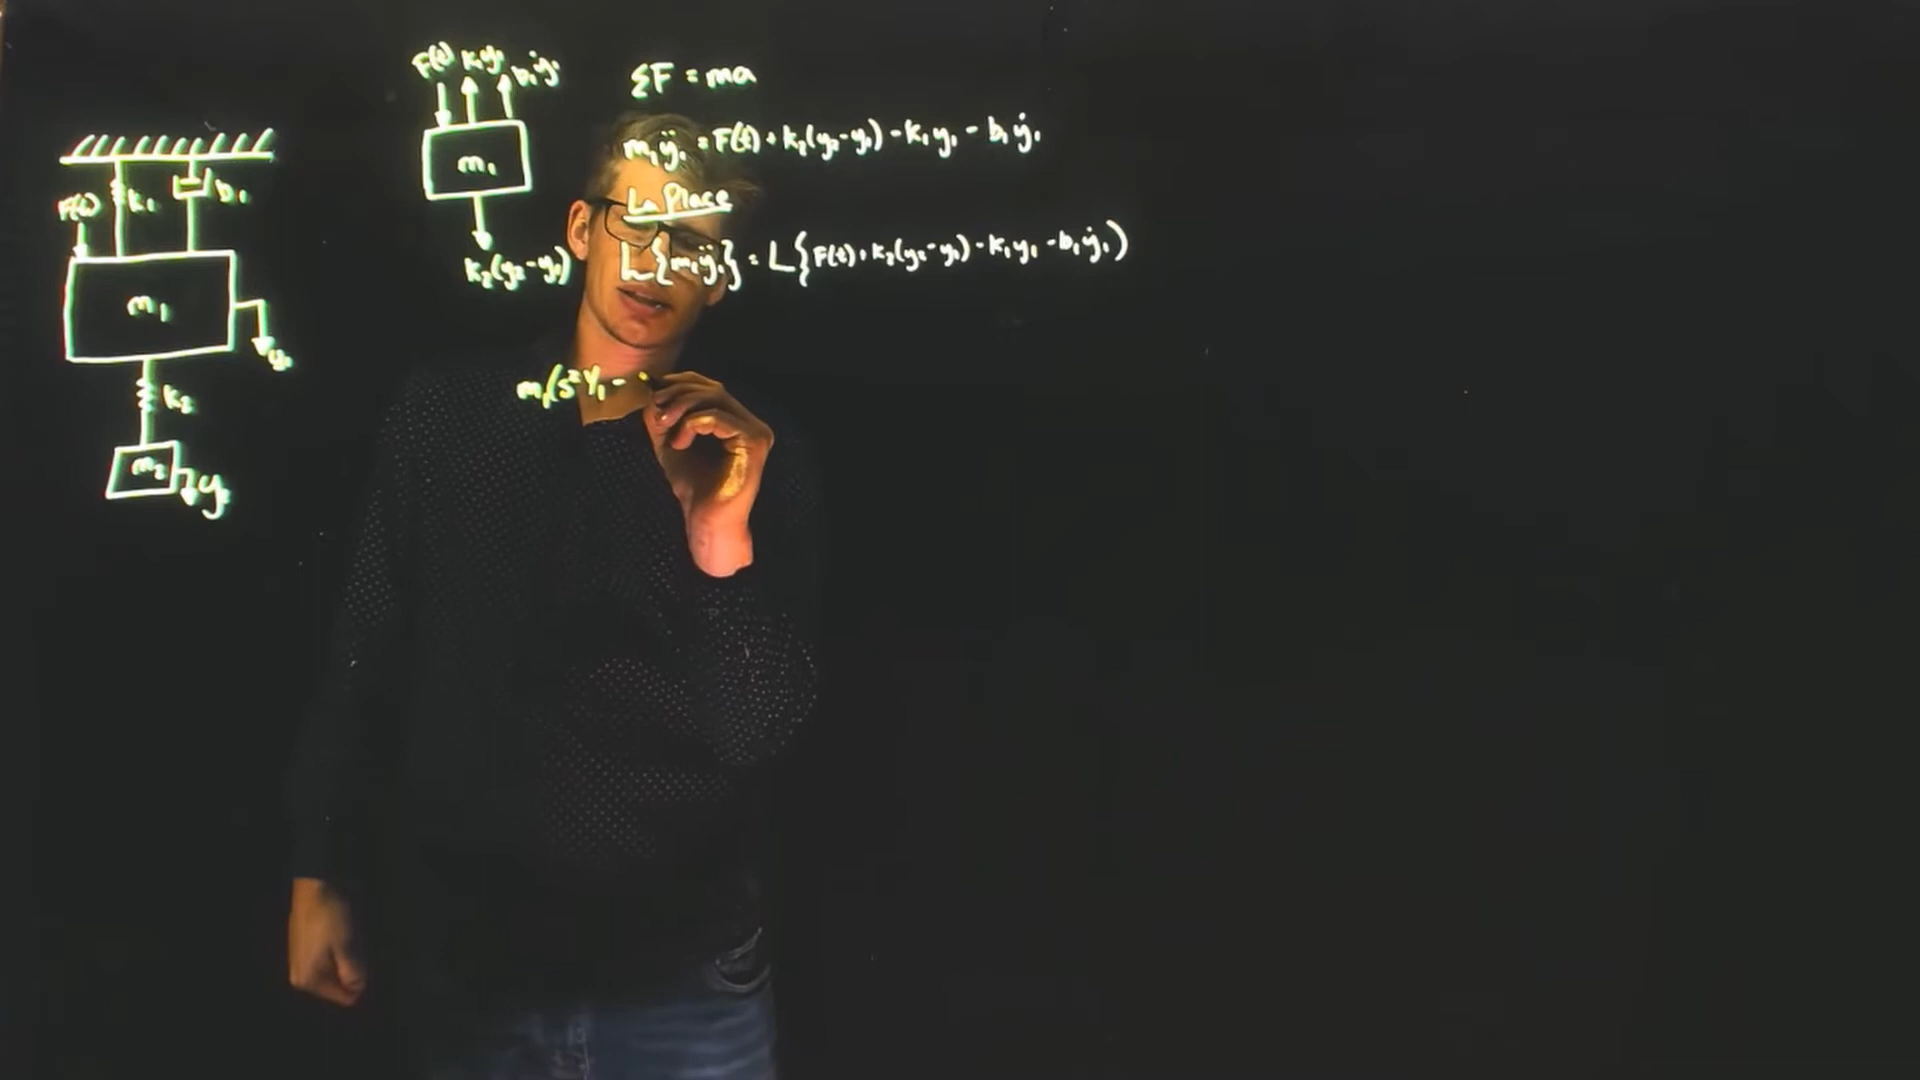 F(t)
k₁
b₁
m₁
y₁
k₂
m₂
y₂
F(t) k₁y₁ b₁ẏ₁
m₁
k₂(y₂-y₁)
ΣF = ma
m₁ÿ₁ = F(t) + k₂(y₂-y₁) - k₁y₁ - b₁ẏ₁
La Place
L{m₁ÿ₁} = L{F(t) + k₂(y₂-y₁) - k₁y₁ - b₁ẏ₁)
m₁(s²Y₁ -